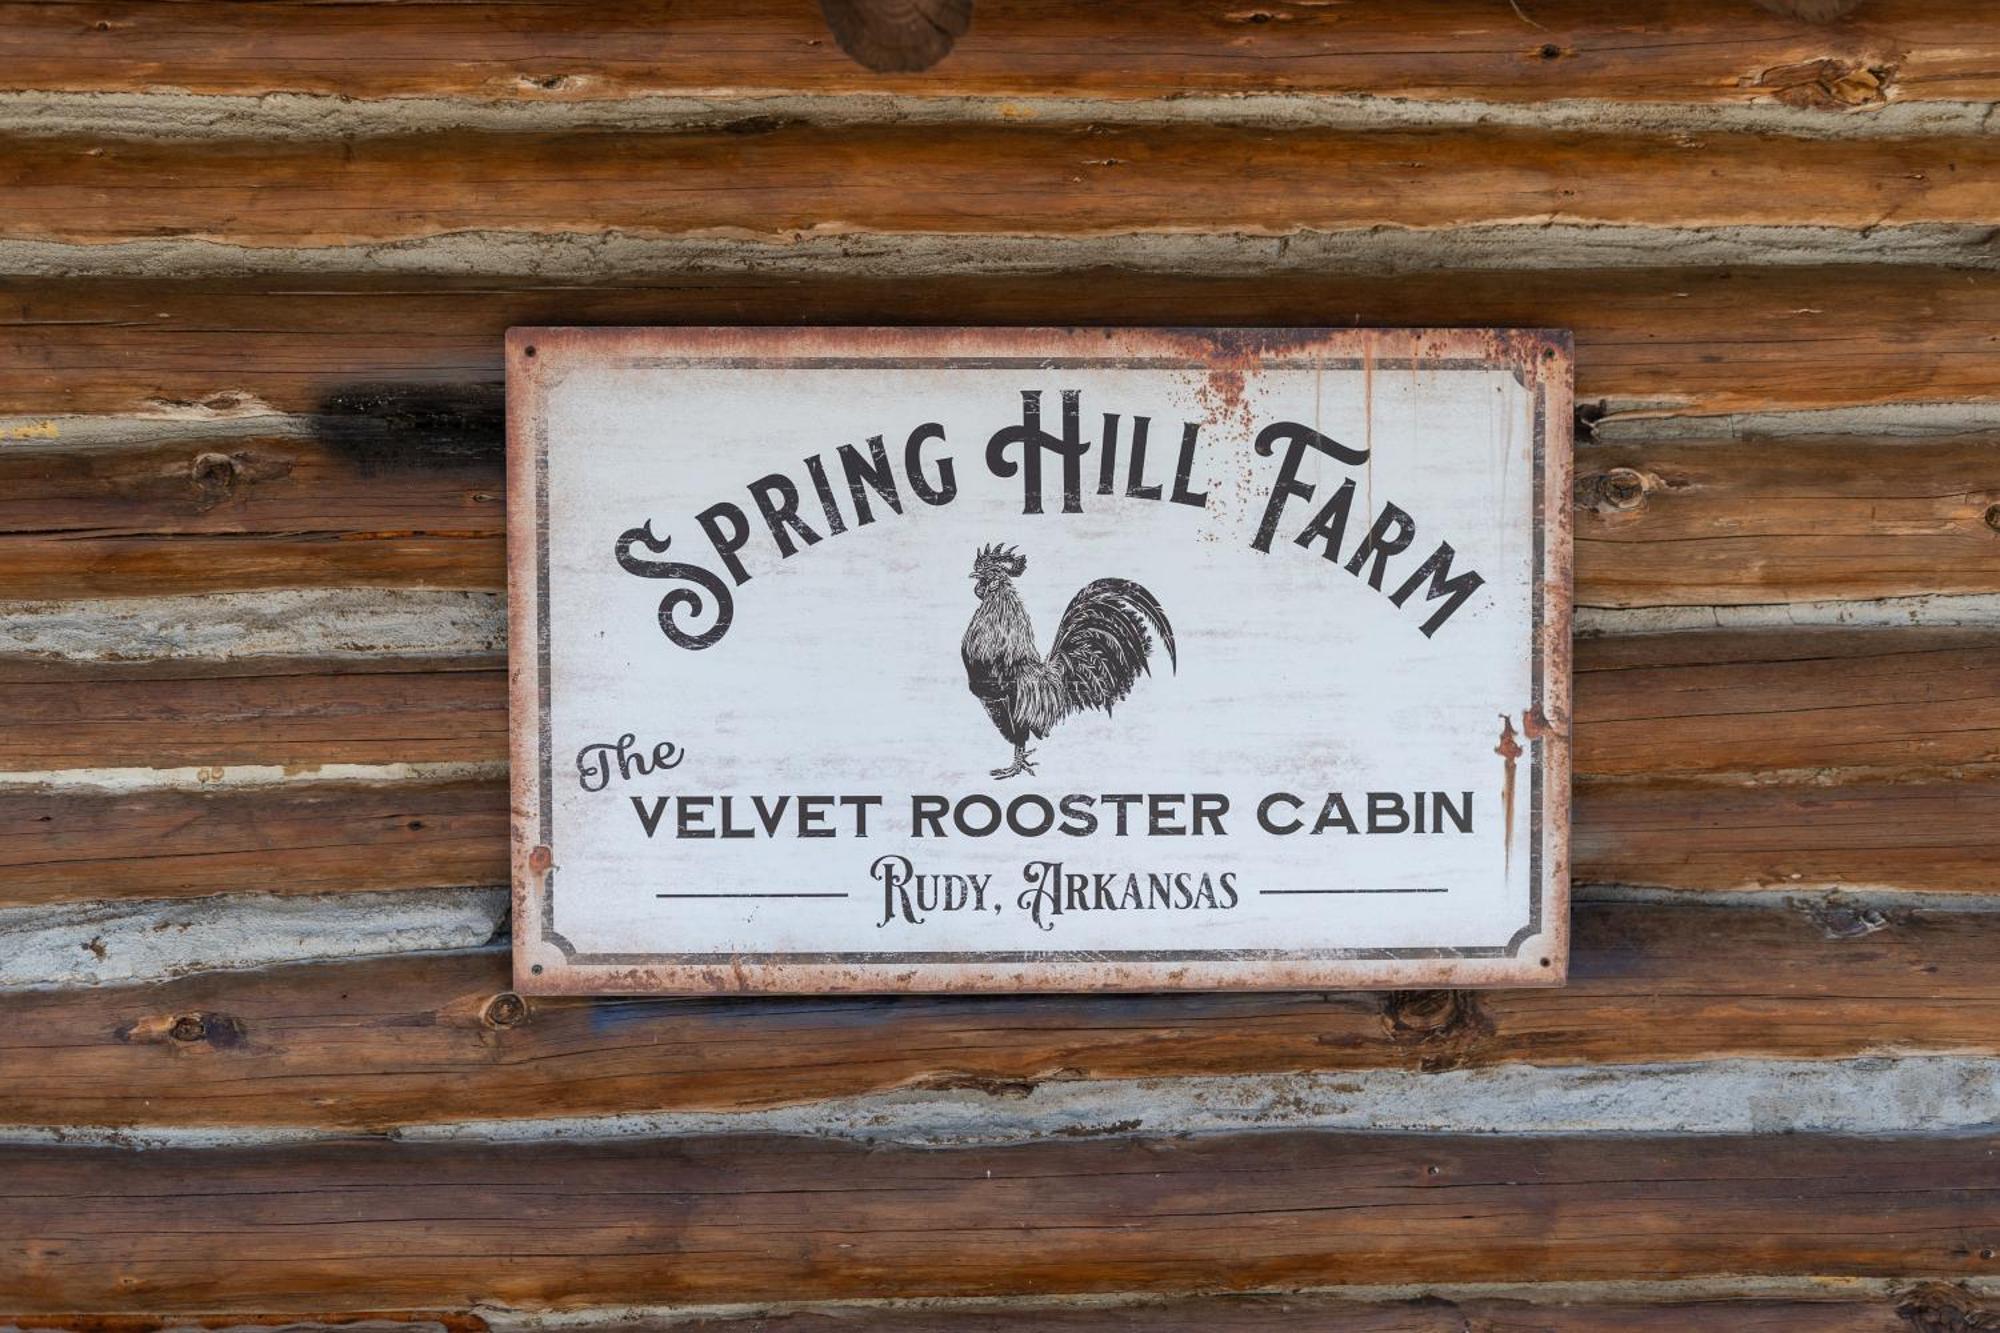 Spring Hill Farm
The
VELVET ROOSTER CABIN
Rudy, Arkansas